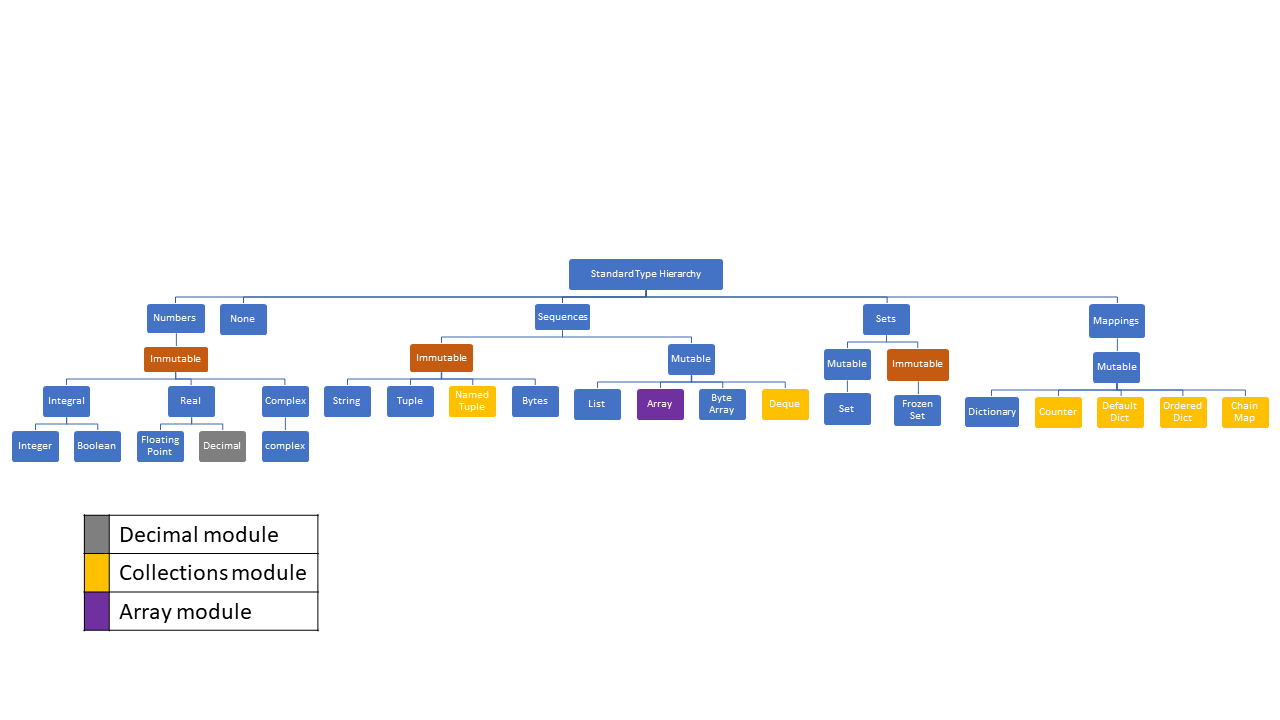 Standard Type Hierarchy
Numbers
None
Sequences
Sets
Mappings
Immutable
Immutable
Mutable
Mutable
Immutable
Mutable
Integral
Real
Complex
String
Tuple
Named
Tuple
Bytes
List
Array
Byte
Array
Deque
Set
Frozen
Set
Dictionary
Counter
Default
Dict
Ordered
Dict
Chain
Map
Integer
Boolean
Floating
Point
Decimal
complex
Decimal module
Collections module
Array module